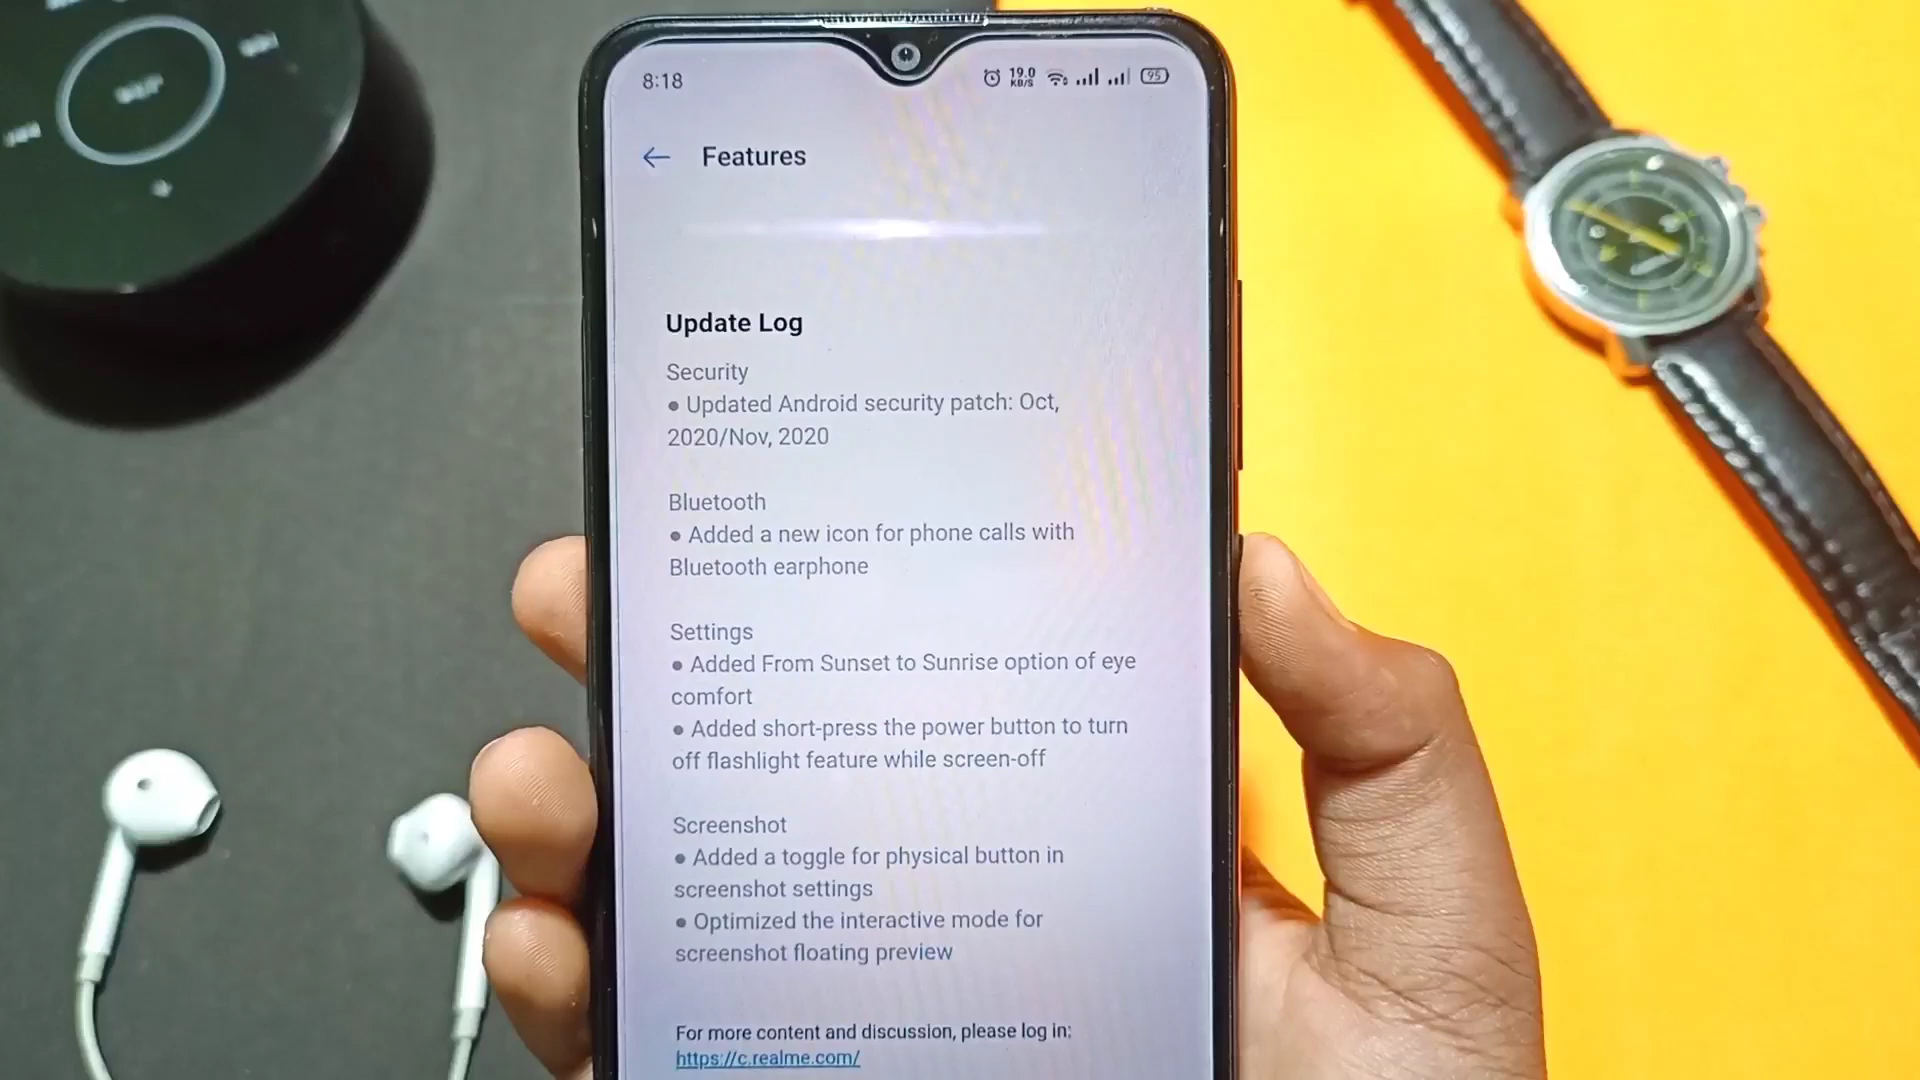 8:18
19.0
KB/S
95
Features
Update Log
Security
● Updated Android security patch: Oct,
2020/Nov, 2020
Bluetooth
● Added a new icon for phone calls with
Bluetooth earphone
Settings
● Added From Sunset to Sunrise option of eye
comfort
● Added short-press the power button to turn
off flashlight feature while screen-off
Screenshot
● Added a toggle for physical button in
screenshot settings
● Optimized the interactive mode for
screenshot floating preview
For more content and discussion, please log in:
https://c.realme.com/